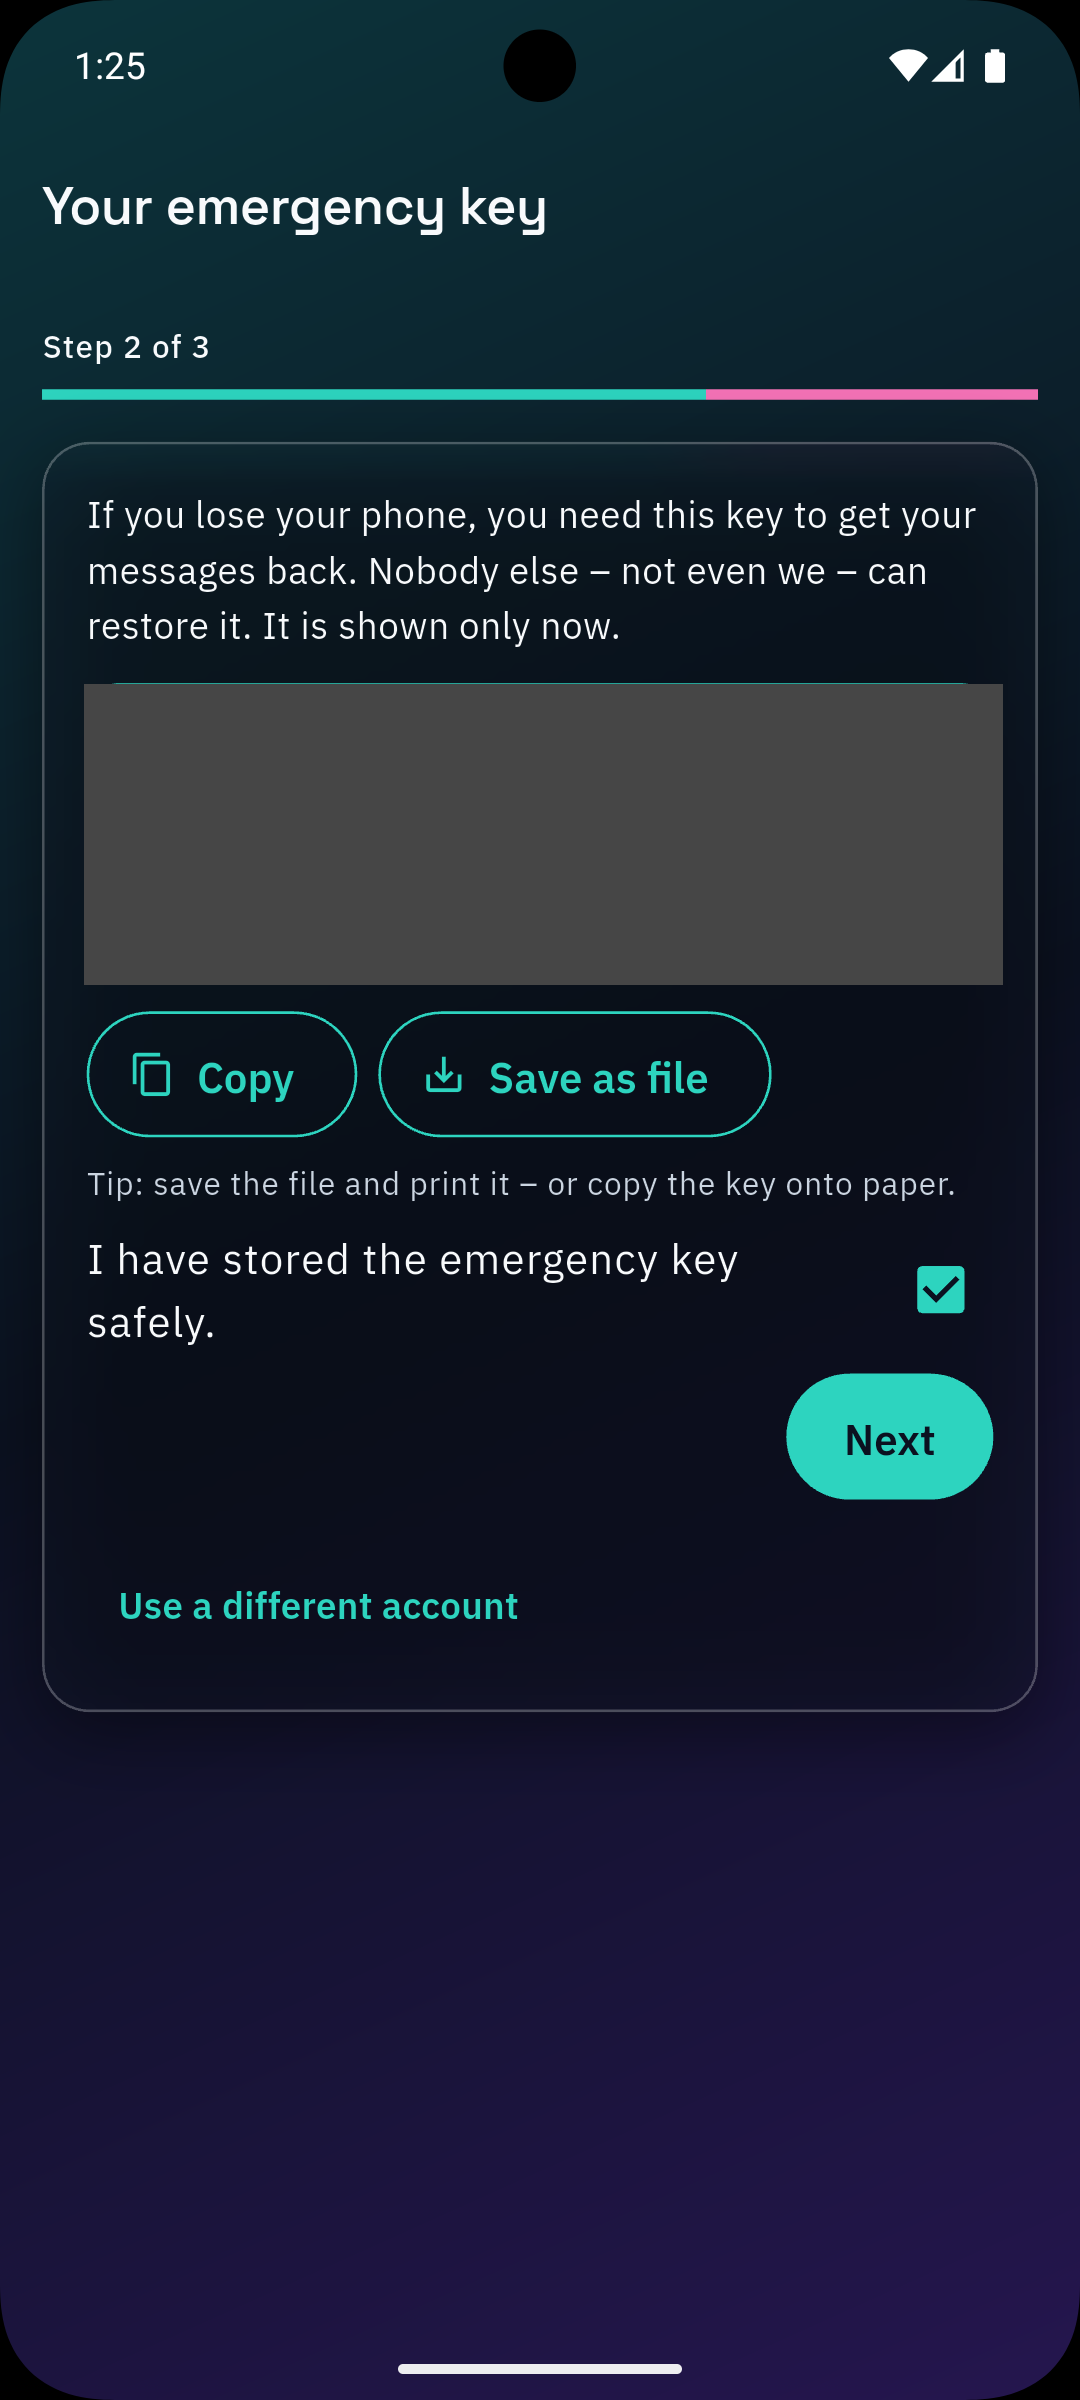 1:25
Your emergency key
Step 2 of 3
If you lose your phone, you need this key to get your
messages back. Nobody else – not even we – can
restore it. It is shown only now.
Copy
Save as file
Tip: save the file and print it – or copy the key onto paper.
I have stored the emergency key
safely.
Next
Use a different account